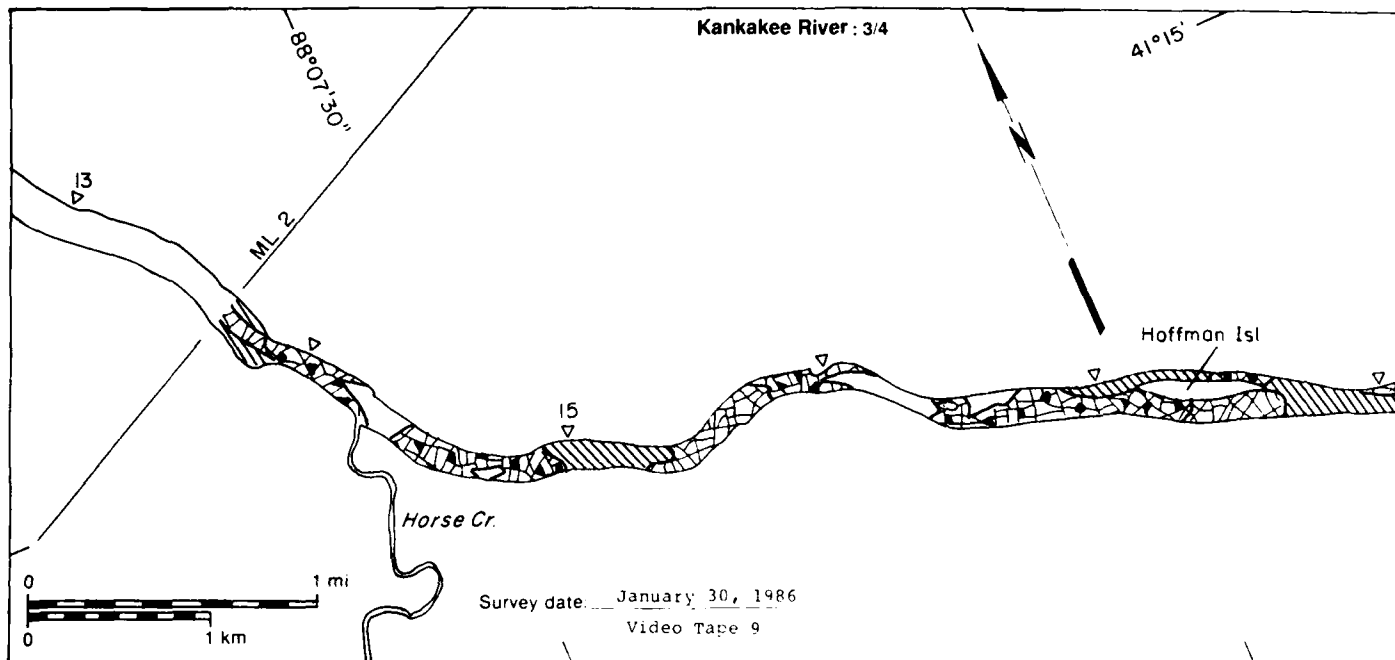 Kankakee River : 3/4
88°07'30"
41°15'
13
ML 2
N
Hoffman Isl
15
Horse Cr.
0 1 mi
0 1 km
Survey date: January 30, 1986
Video Tape 9